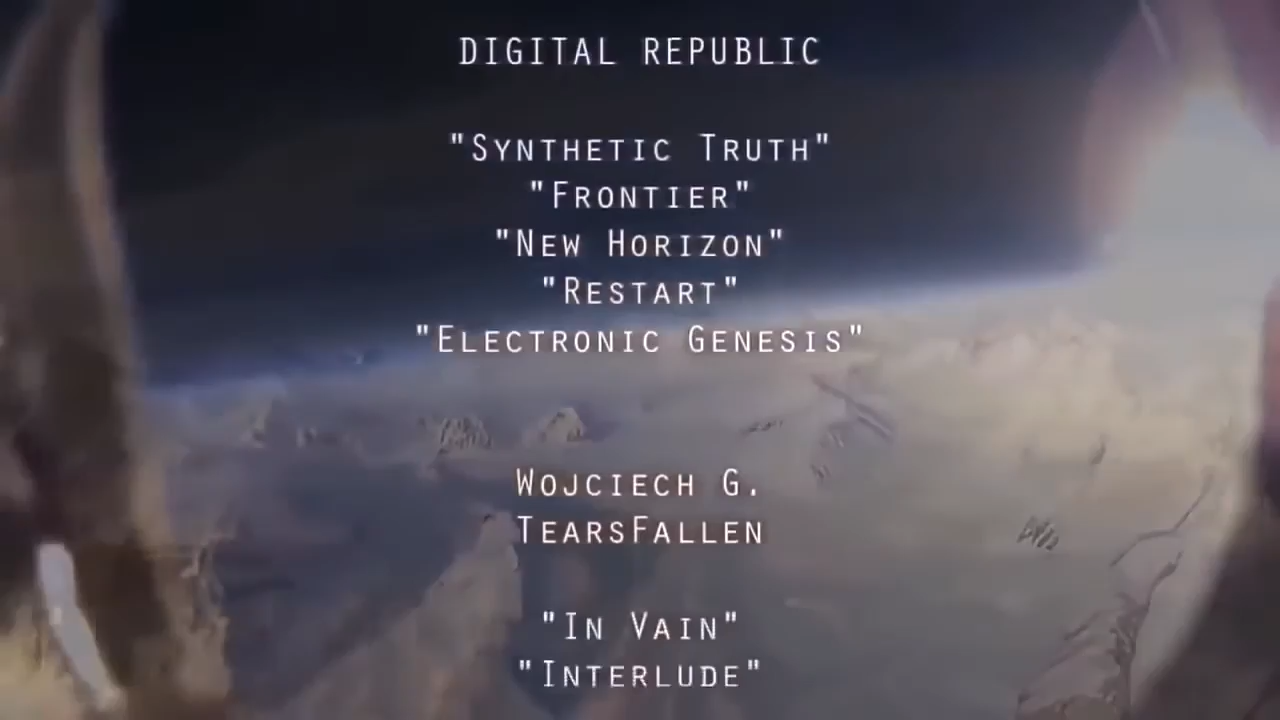 DIGITAL REPUBLIC
"Synthetic Truth"
"Frontier"
"New Horizon"
"Restart"
"Electronic Genesis"
Wojciech G.
TearsFallen
"In Vain"
"Interlude"